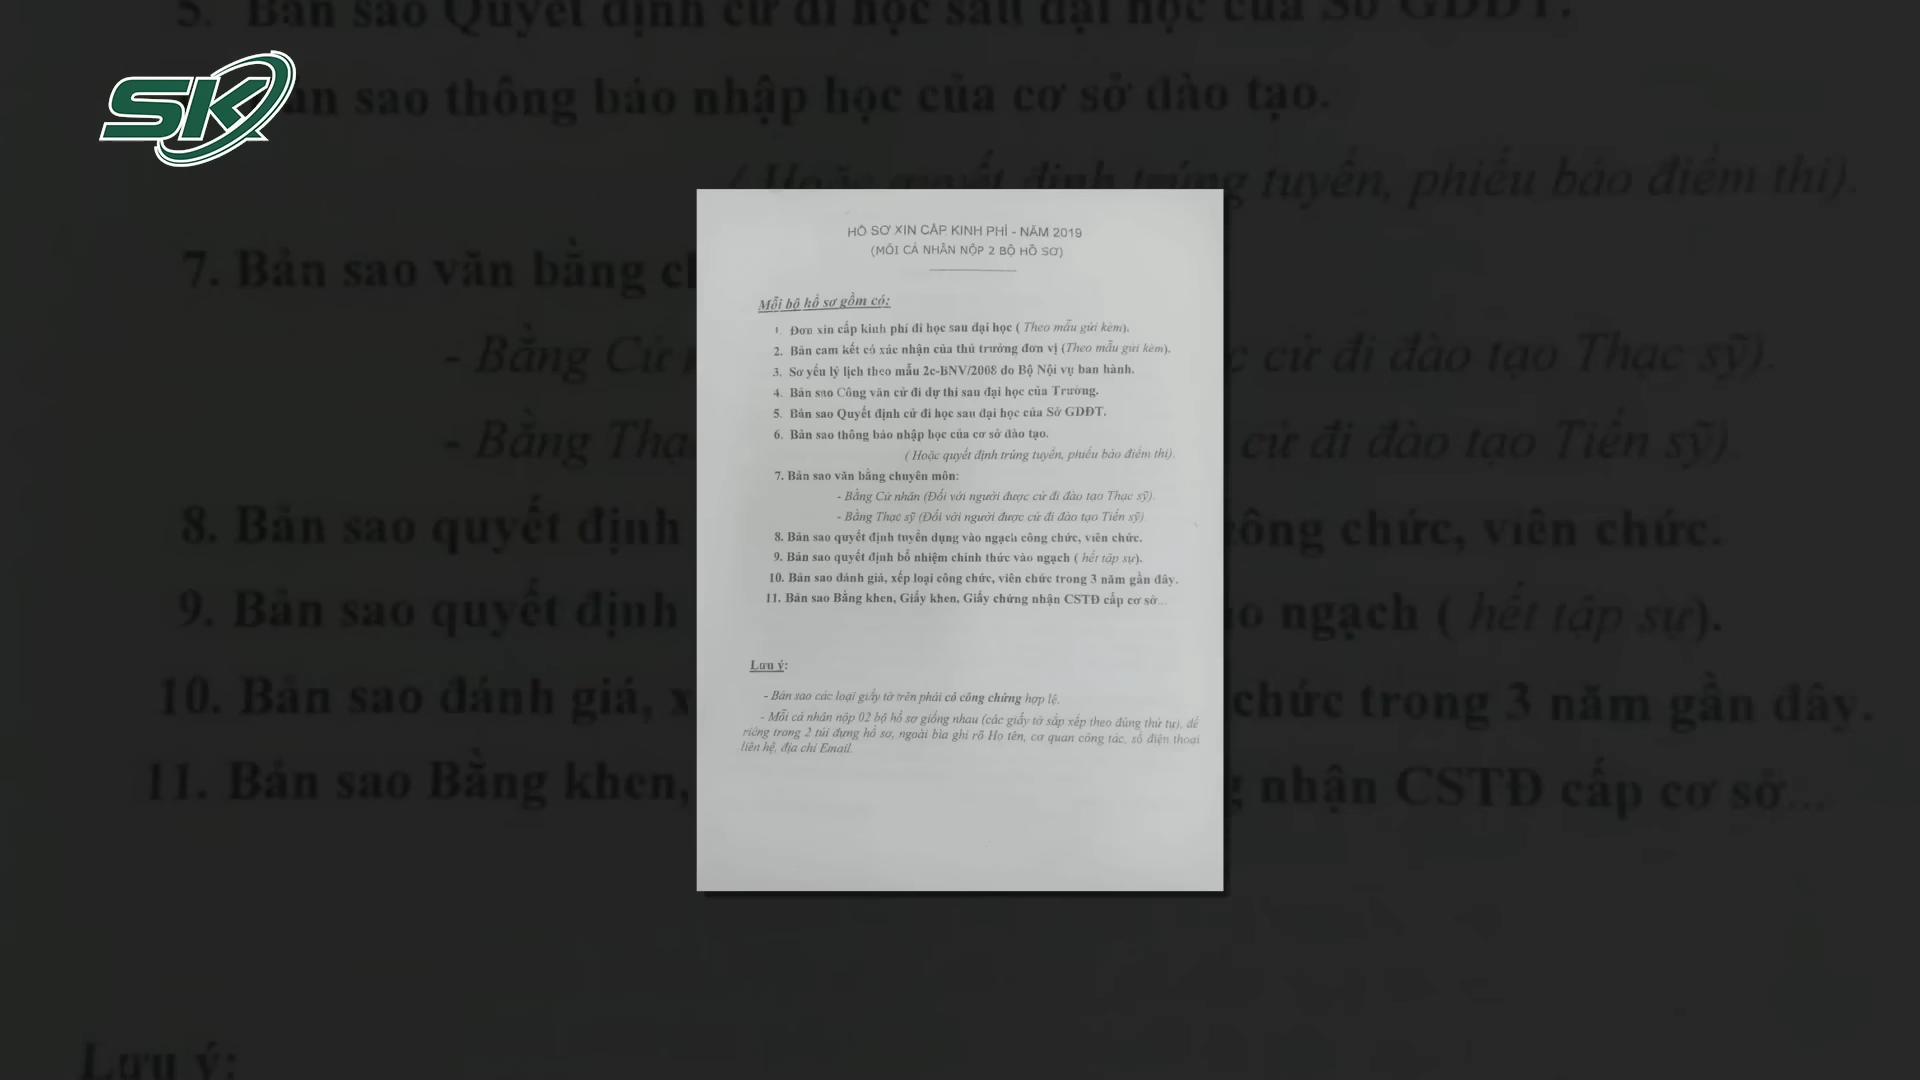 SK
HỒ SƠ XIN CẤP KINH PHÍ - NĂM 2019
(MỖI CÁ NHÂN NỘP 2 BỘ HỒ SƠ)
Mỗi bộ hồ sơ gồm có:
1. Đơn xin cấp kinh phí đi học sau đại học ( Theo mẫu gửi kèm).
2. Bản cam kết có xác nhận của thủ trưởng đơn vị (Theo mẫu gửi kèm).
3. Sơ yếu lý lịch theo mẫu 2c-BNV/2008 do Bộ Nội vụ ban hành.
4. Bản sao Công văn cử đi dự thi sau đại học của Trường.
5. Bản sao Quyết định cử đi học sau đại học của Sở GDĐT.
6. Bản sao thông báo nhập học của cơ sở đào tạo.
( Hoặc quyết định trúng tuyển, phiếu báo điểm thi).
7. Bản sao văn bằng chuyên môn:
- Bằng Cử nhân (Đối với người được cử đi đào tạo Thạc sỹ).
- Bằng Thạc sỹ (Đối với người được cử đi đào tạo Tiến sỹ)
8. Bản sao quyết định tuyển dụng vào ngạch công chức, viên chức.
9. Bản sao quyết định bổ nhiệm chính thức vào ngạch ( hết tập sự).
10. Bản sao đánh giá, xếp loại công chức, viên chức trong 3 năm gần đây.
11. Bản sao Bằng khen, Giấy khen, Giấy chứng nhận CSTĐ cấp cơ sở...
Lưu ý:
- Bản sao các loại giấy tờ trên phải có công chứng hợp lệ.
- Mỗi cá nhân nộp 02 bộ hồ sơ giống nhau (các giấy tờ sắp xếp theo đúng thứ tự), để
riêng trong 2 túi đựng hồ sơ, ngoài bìa ghi rõ Họ tên, cơ quan công tác, số điện thoại
liên hệ, địa chỉ Email.